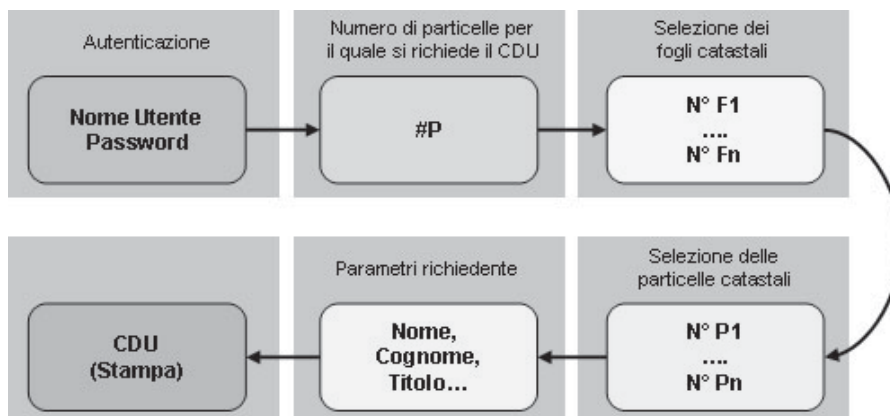 Autenticazione
Nome Utente
Password
Numero di particelle per
il quale si richiede il CDU
#P
Selezione dei
fogli catastali
N° F1
....
N° Fn
Selezione delle
particelle catastali
N° P1
....
N° Pn
Parametri richiedente
Nome,
Cognome,
Titolo...
CDU
(Stampa)